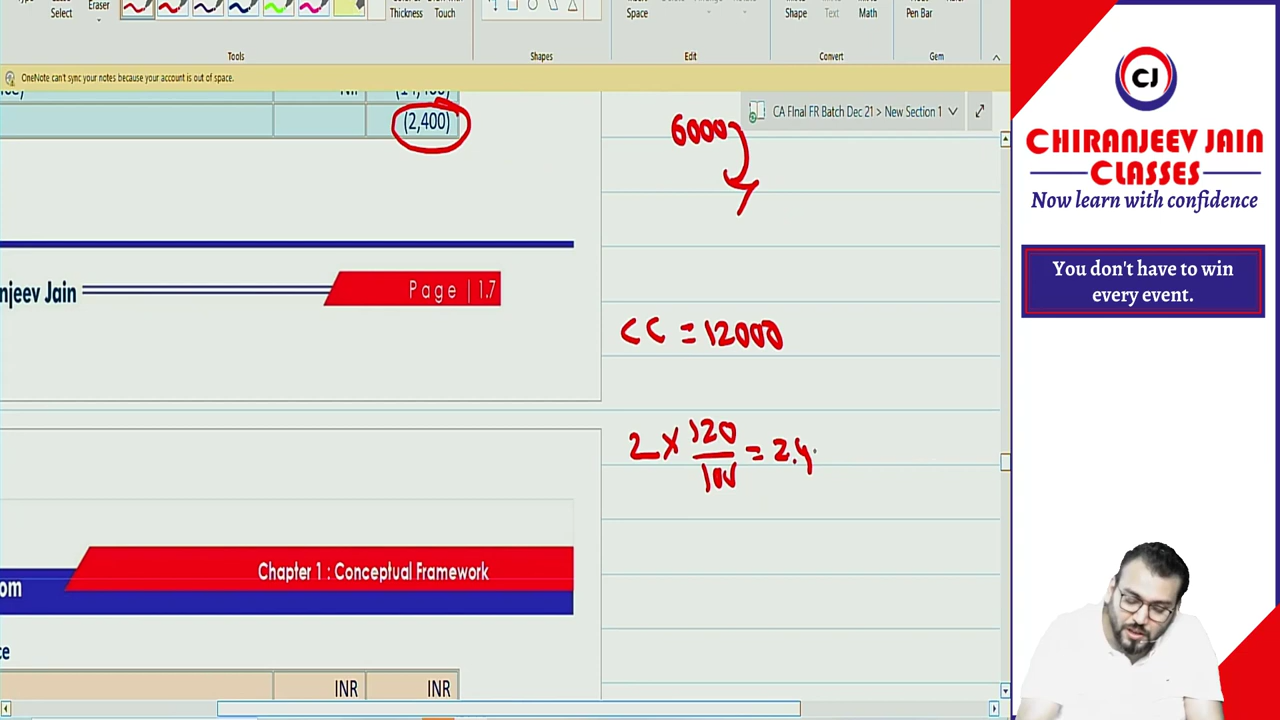 Type
Select
Eraser
Thickness
Touch
Space
Shape
Text
Math
Pen Bar
Tools
Shapes
Edit
Convert
Gem
OneNote can't sync your notes because your account is out of space.
CA FInal FR Batch Dec 21 > New Section 1
(2,400)
6000
njeev Jain
Page | 1.7
CC = 12000
2 X 120/100 = 2.4
Chapter 1 : Conceptual Framework
om
ce
INR INR
CJ
CHIRANJEEV JAIN
CLASSES
Now learn with confidence
You don't have to win
every event.